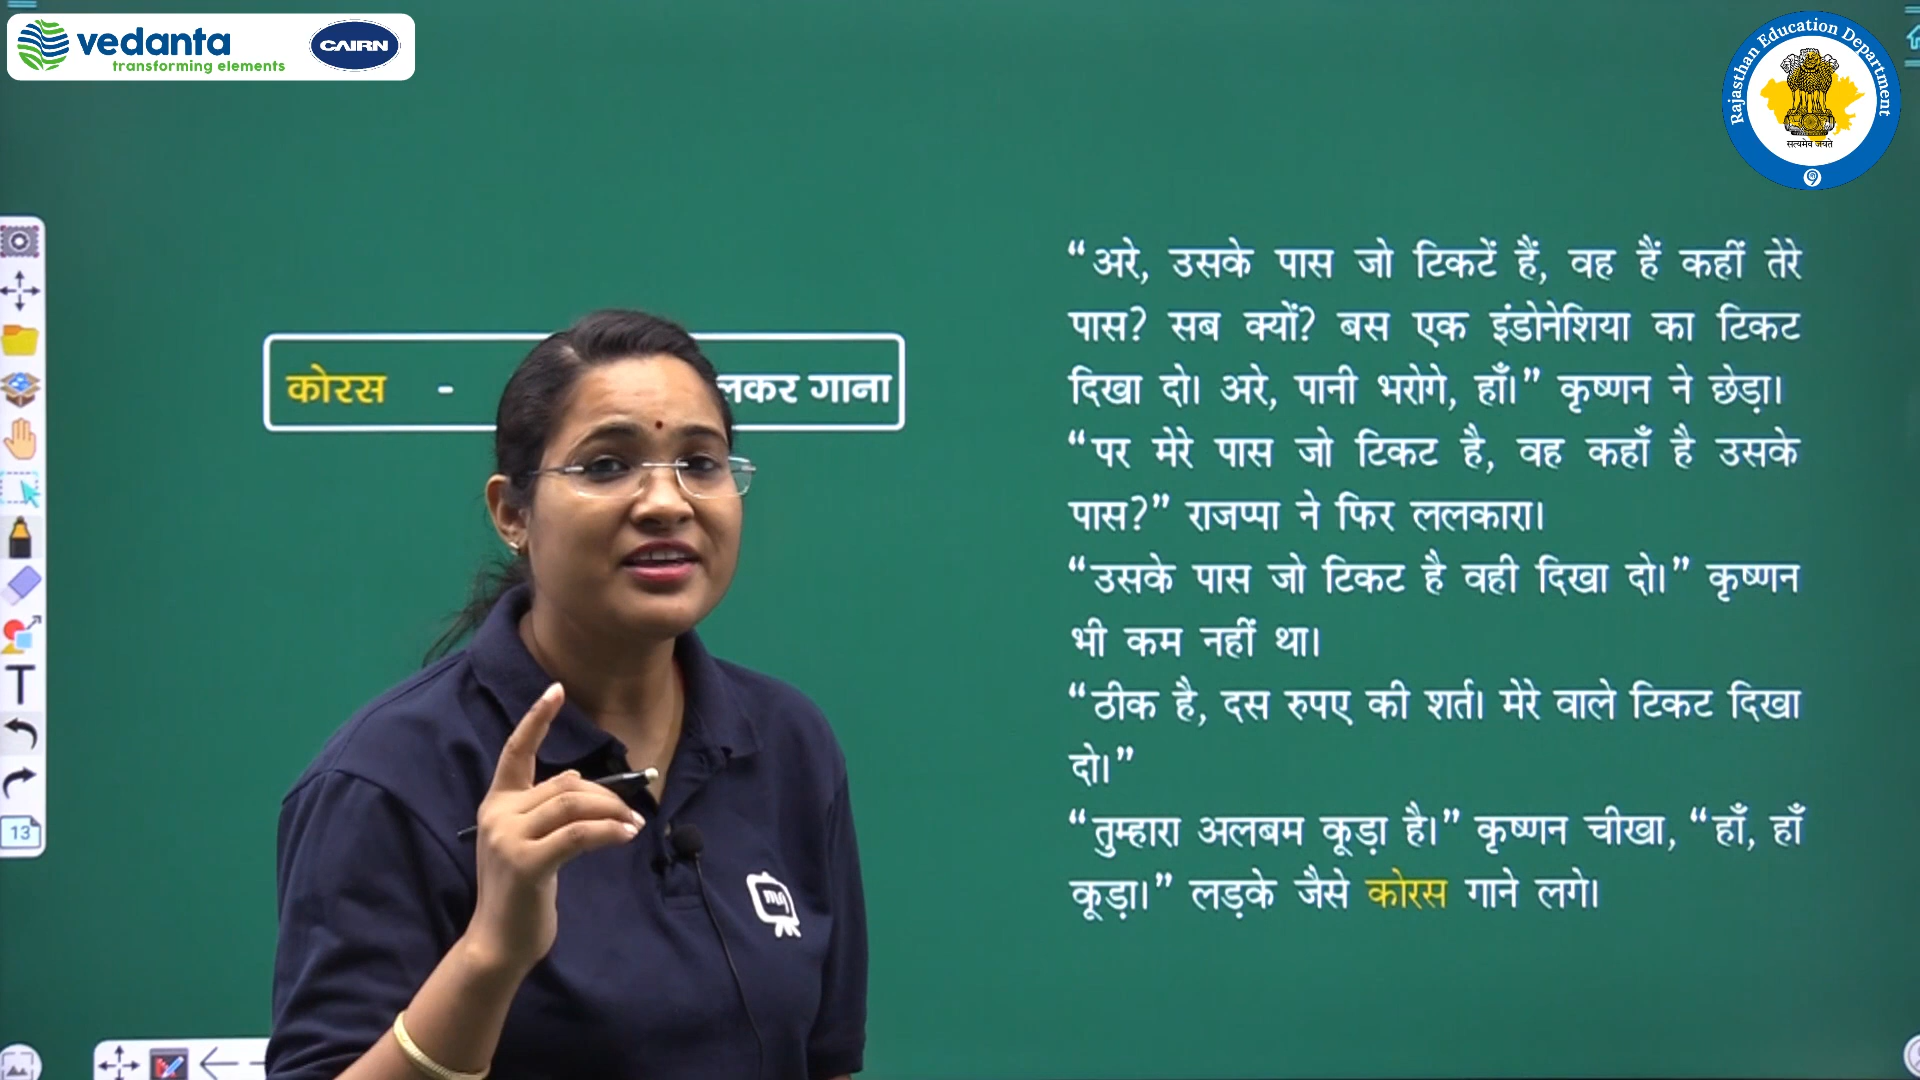 vedanta
transforming elements
CAIRN
Rajasthan Education Department
सत्यमेव जयते
कोरस - लकर गाना
“अरे, उसके पास जो टिकटें हैं, वह हैं कहीं तेरे
पास? सब क्यों? बस एक इंडोनेशिया का टिकट
दिखा दो। अरे, पानी भरोगे, हाँ।” कृष्णन ने छेड़ा।
“पर मेरे पास जो टिकट है, वह कहाँ है उसके
पास?” राजप्पा ने फिर ललकारा।
“उसके पास जो टिकट है वही दिखा दो।” कृष्णन
भी कम नहीं था।
“ठीक है, दस रुपए की शर्त। मेरे वाले टिकट दिखा
दो।”
“तुम्हारा अलबम कूड़ा है।” कृष्णन चीखा, “हाँ, हाँ
कूड़ा।” लड़के जैसे कोरस गाने लगे।
T
13